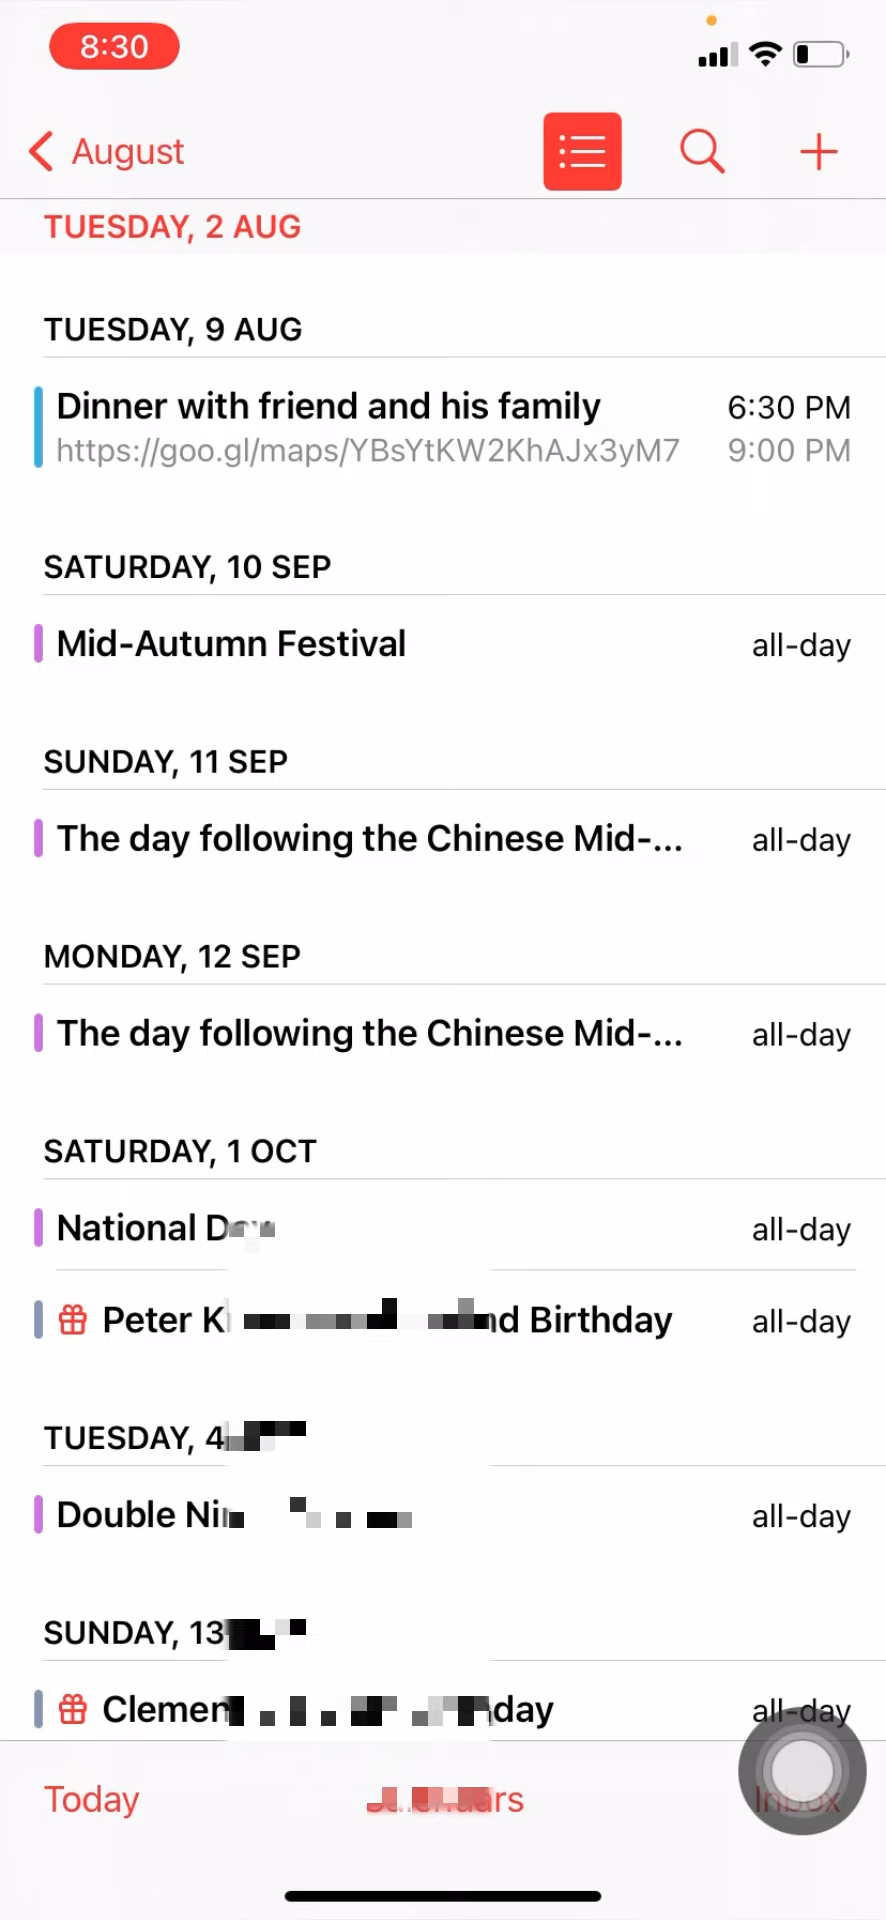 8:30
August
TUESDAY, 2 AUG
TUESDAY, 9 AUG
Dinner with friend and his family 6:30 PM
https://goo.gl/maps/YBsYtKW2KhAJx3yM7 9:00 PM
SATURDAY, 10 SEP
Mid-Autumn Festival all-day
SUNDAY, 11 SEP
The day following the Chinese Mid-... all-day
MONDAY, 12 SEP
The day following the Chinese Mid-... all-day
SATURDAY, 1 OCT
National all-day
Peter Birthday all-day
TUESDAY, 4
Double all-day
SUNDAY, 13
all-day
Today Inbox